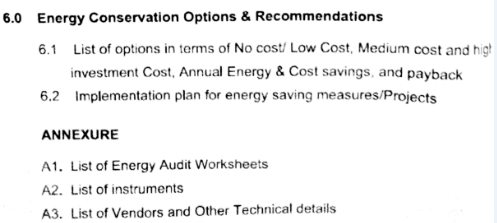 6.0 Energy Conservation Options & Recommendations
6.1 List of options in terms of No cost/ Low Cost, Medium cost and high
investment Cost, Annual Energy & Cost savings, and payback
6.2 Implementation plan for energy saving measures/Projects
ANNEXURE
A1. List of Energy Audit Worksheets
A2. List of instruments
A3. List of Vendors and Other Technical details